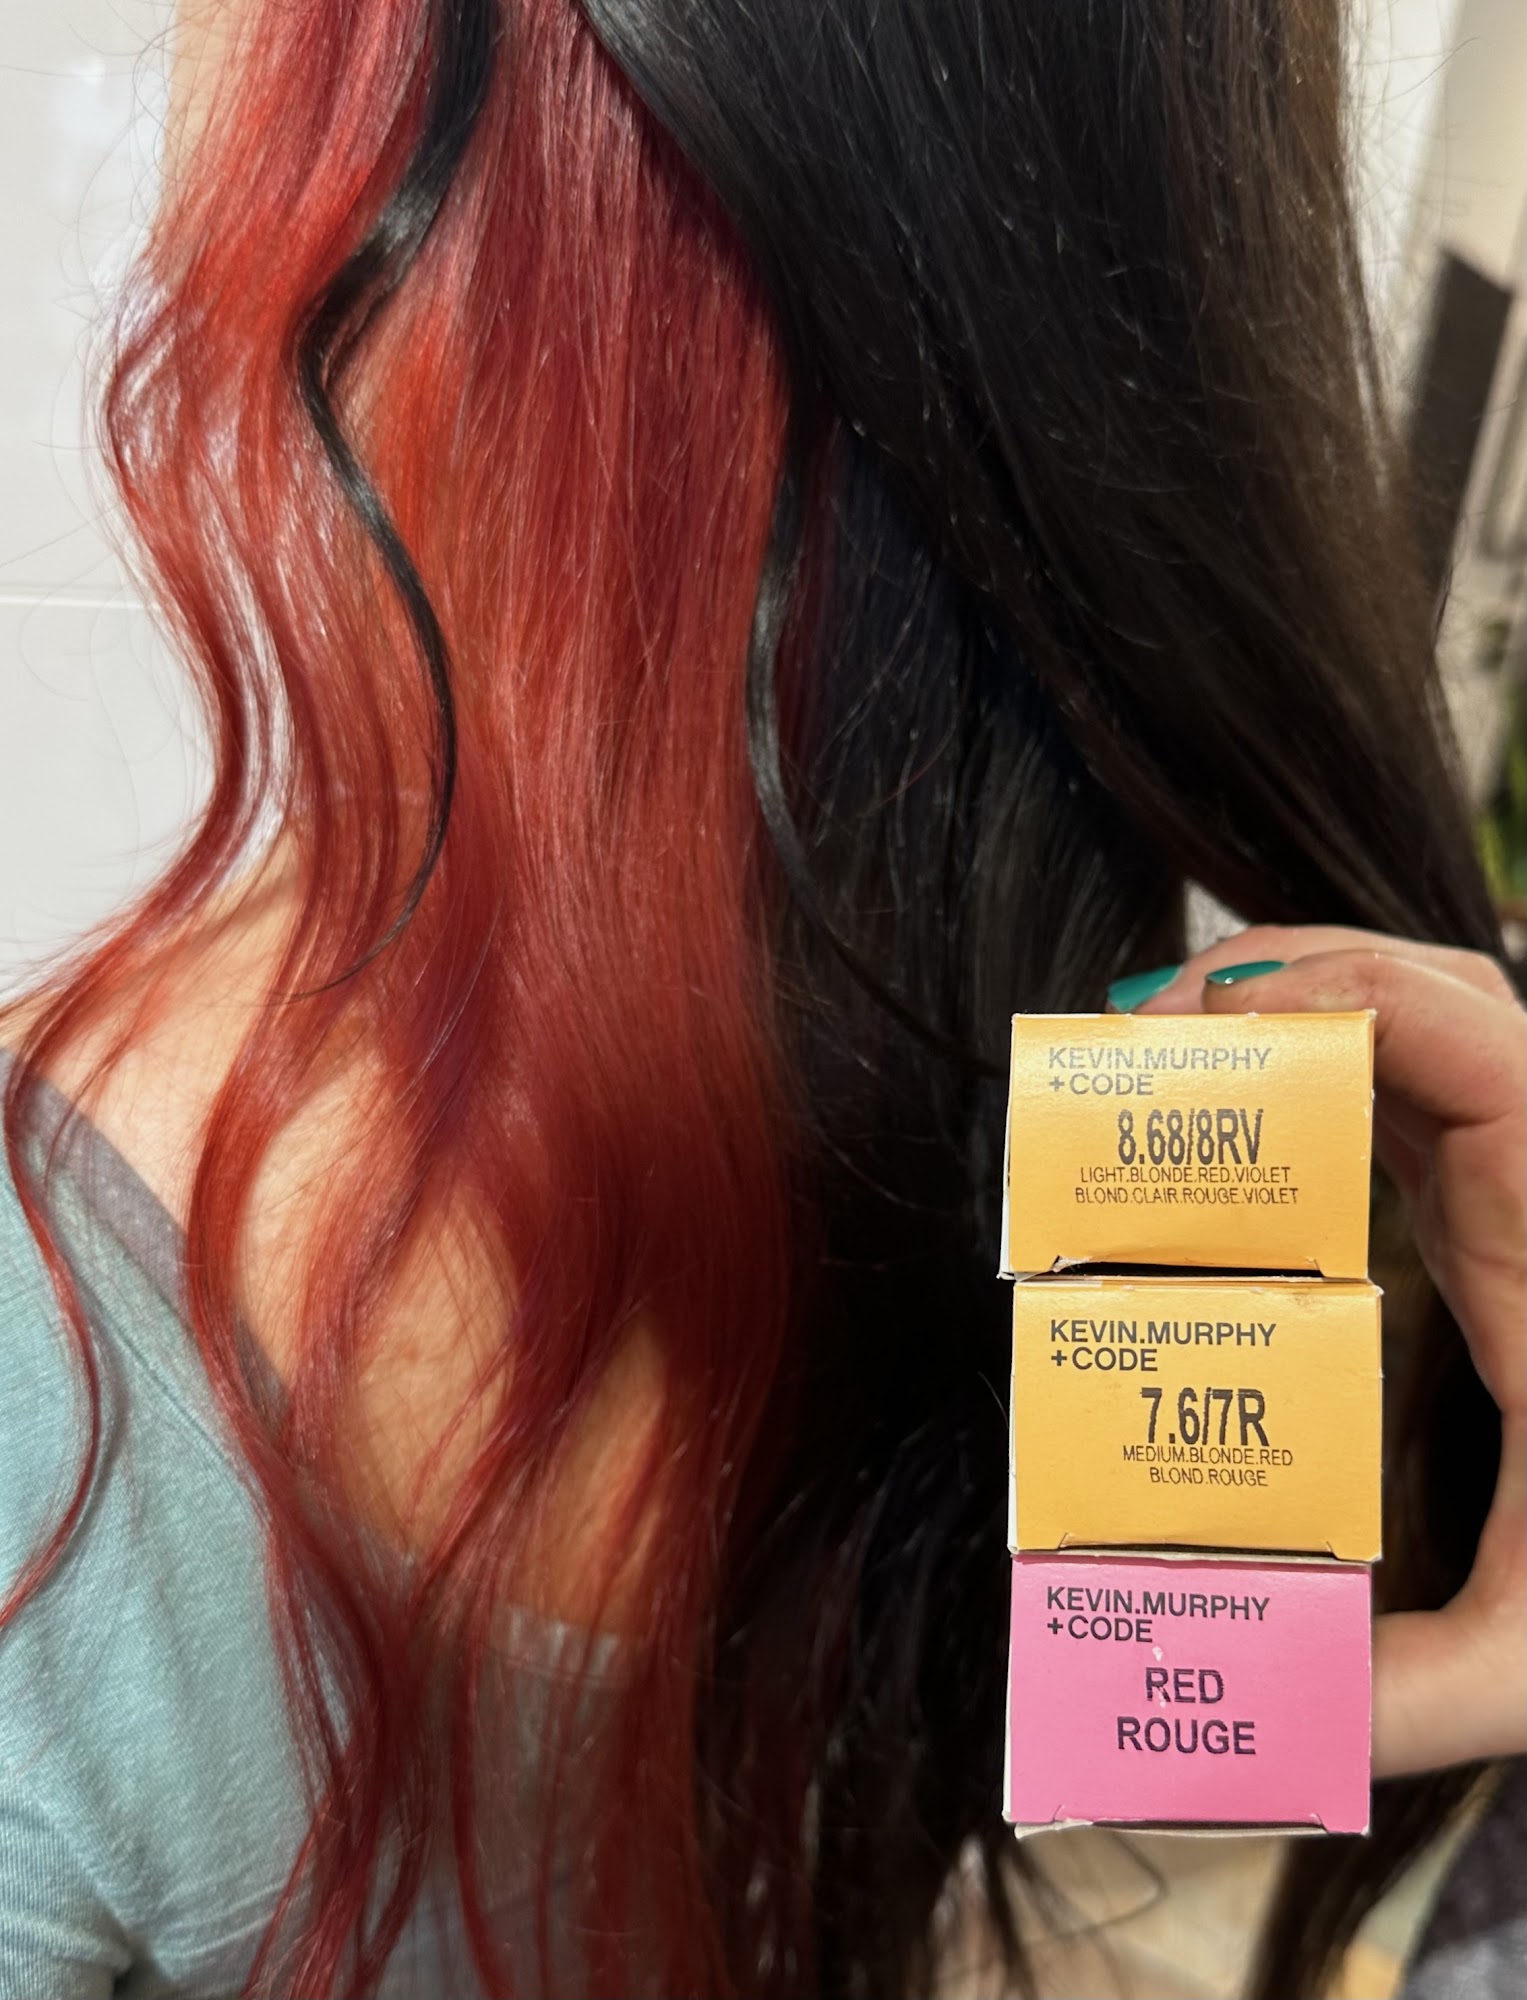 KEVIN.MURPHY
+CODE
8.68/8RV
LIGHT.BLONDE.RED.VIOLET
BLOND.CLAIR.ROUGE.VIOLET
KEVIN.MURPHY
+CODE
7.6/7R
MEDIUM.BLONDE.RED
BLOND.ROUGE
KEVIN.MURPHY
+CODE
RED
ROUGE